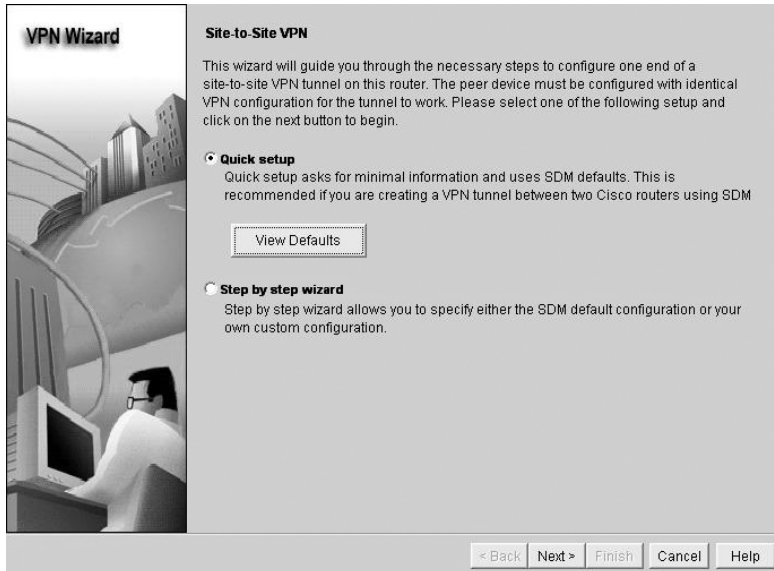 VPN Wizard
Site-to-Site VPN
This wizard will guide you through the necessary steps to configure one end of a
site-to-site VPN tunnel on this router. The peer device must be configured with identical
VPN configuration for the tunnel to work. Please select one of the following setup and
click on the next button to begin.
Quick setup
Quick setup asks for minimal information and uses SDM defaults. This is
recommended if you are creating a VPN tunnel between two Cisco routers using SDM
View Defaults
Step by step wizard
Step by step wizard allows you to specify either the SDM default configuration or your
own custom configuration.
< Back Next > Finish Cancel Help